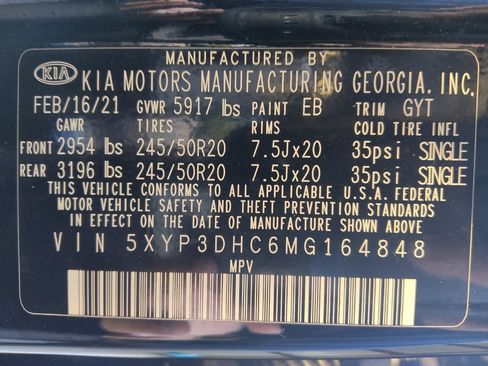 MANUFACTURED BY
KIA KIA MOTORS MANUFACTURING GEORGIA, INC.
FEB/16/21 GVWR 5917 lbs PAINT EB TRIM GYT
GAWR TIRES RIMS COLD TIRE INFL
FRONT 2954 lbs 245/50R20 7.5Jx20 35psi SINGLE
REAR 3196 lbs 245/50R20 7.5Jx20 35psi SINGLE
THIS VEHICLE CONFORMS TO ALL APPLICABLE U.S.A. FEDERAL
MOTOR VEHICLE SAFETY AND THEFT PREVENTION STANDARDS
IN EFFECT ON THE DATE OF MANUFACTURE SHOWN ABOVE
VIN 5XYP3DHC6MG164848
MPV